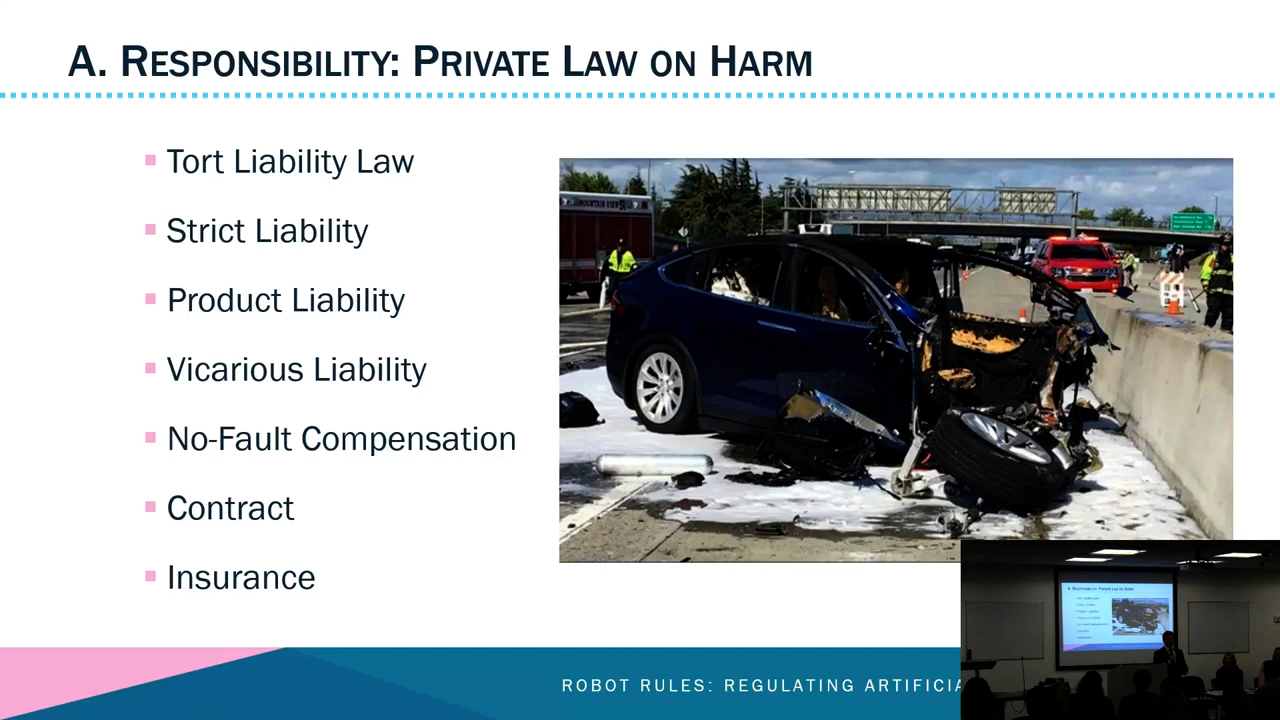 A. RESPONSIBILITY: PRIVATE LAW ON HARM
Tort Liability Law
Strict Liability
Product Liability
Vicarious Liability
No-Fault Compensation
Contract
Insurance
ROBOT RULES: REGULATING ARTIFICIA